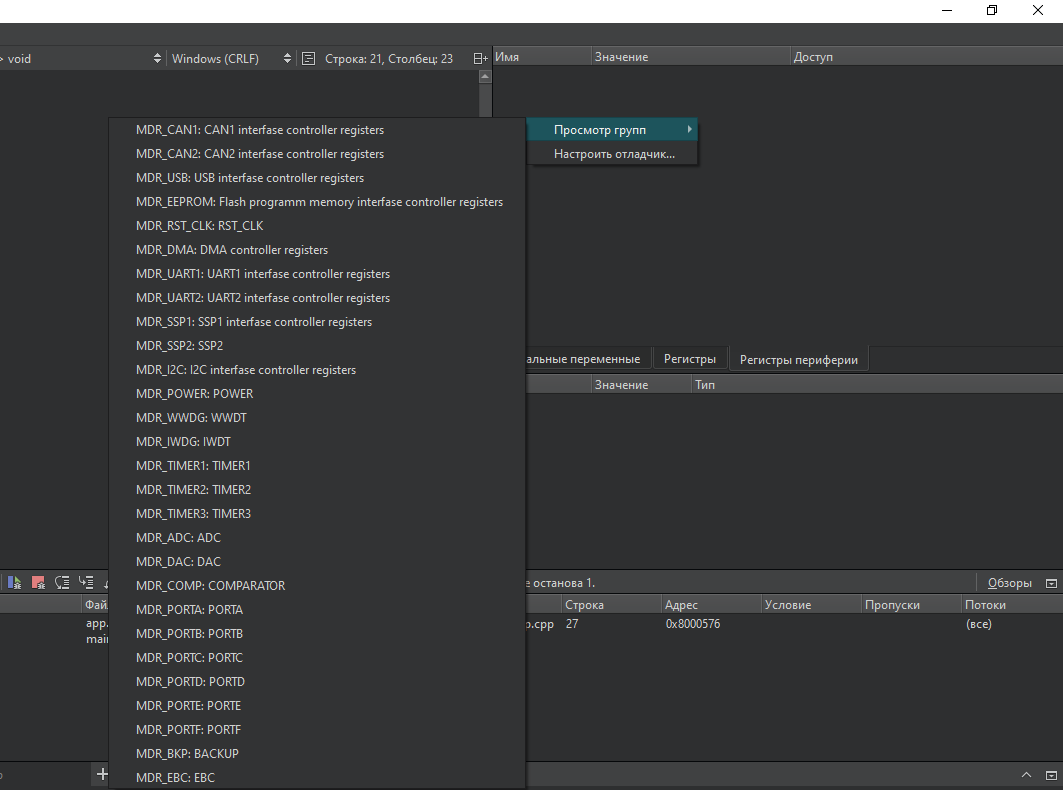 void
Windows (CRLF)
Строка: 21, Столбец: 23
Имя
Значение
Доступ
Просмотр групп
Настроить отладчик...
MDR_CAN1: CAN1 interfase controller registers
MDR_CAN2: CAN2 interfase controller registers
MDR_USB: USB interfase controller registers
MDR_EEPROM: Flash programm memory interfase controller registers
MDR_RST_CLK: RST_CLK
MDR_DMA: DMA controller registers
MDR_UART1: UART1 interfase controller registers
MDR_UART2: UART2 interfase controller registers
MDR_SSP1: SSP1 interfase controller registers
MDR_SSP2: SSP2
MDR_I2C: I2C interfase controller registers
MDR_POWER: POWER
MDR_WWDG: WWDT
MDR_IWDG: IWDT
MDR_TIMER1: TIMER1
MDR_TIMER2: TIMER2
MDR_TIMER3: TIMER3
MDR_ADC: ADC
MDR_DAC: DAC
MDR_COMP: COMPARATOR
MDR_PORTA: PORTA
MDR_PORTB: PORTB
MDR_PORTC: PORTC
MDR_PORTD: PORTD
MDR_PORTE: PORTE
MDR_PORTF: PORTF
MDR_BKP: BACKUP
MDR_EBC: EBC
альные переменные
Регистры
Регистры периферии
Значение
Тип
е останова 1.
Обзоры
Фай
Строка
Адрес
Условие
Пропуски
Потоки
app.
p.cpp
27
0x8000576
(все)
mai